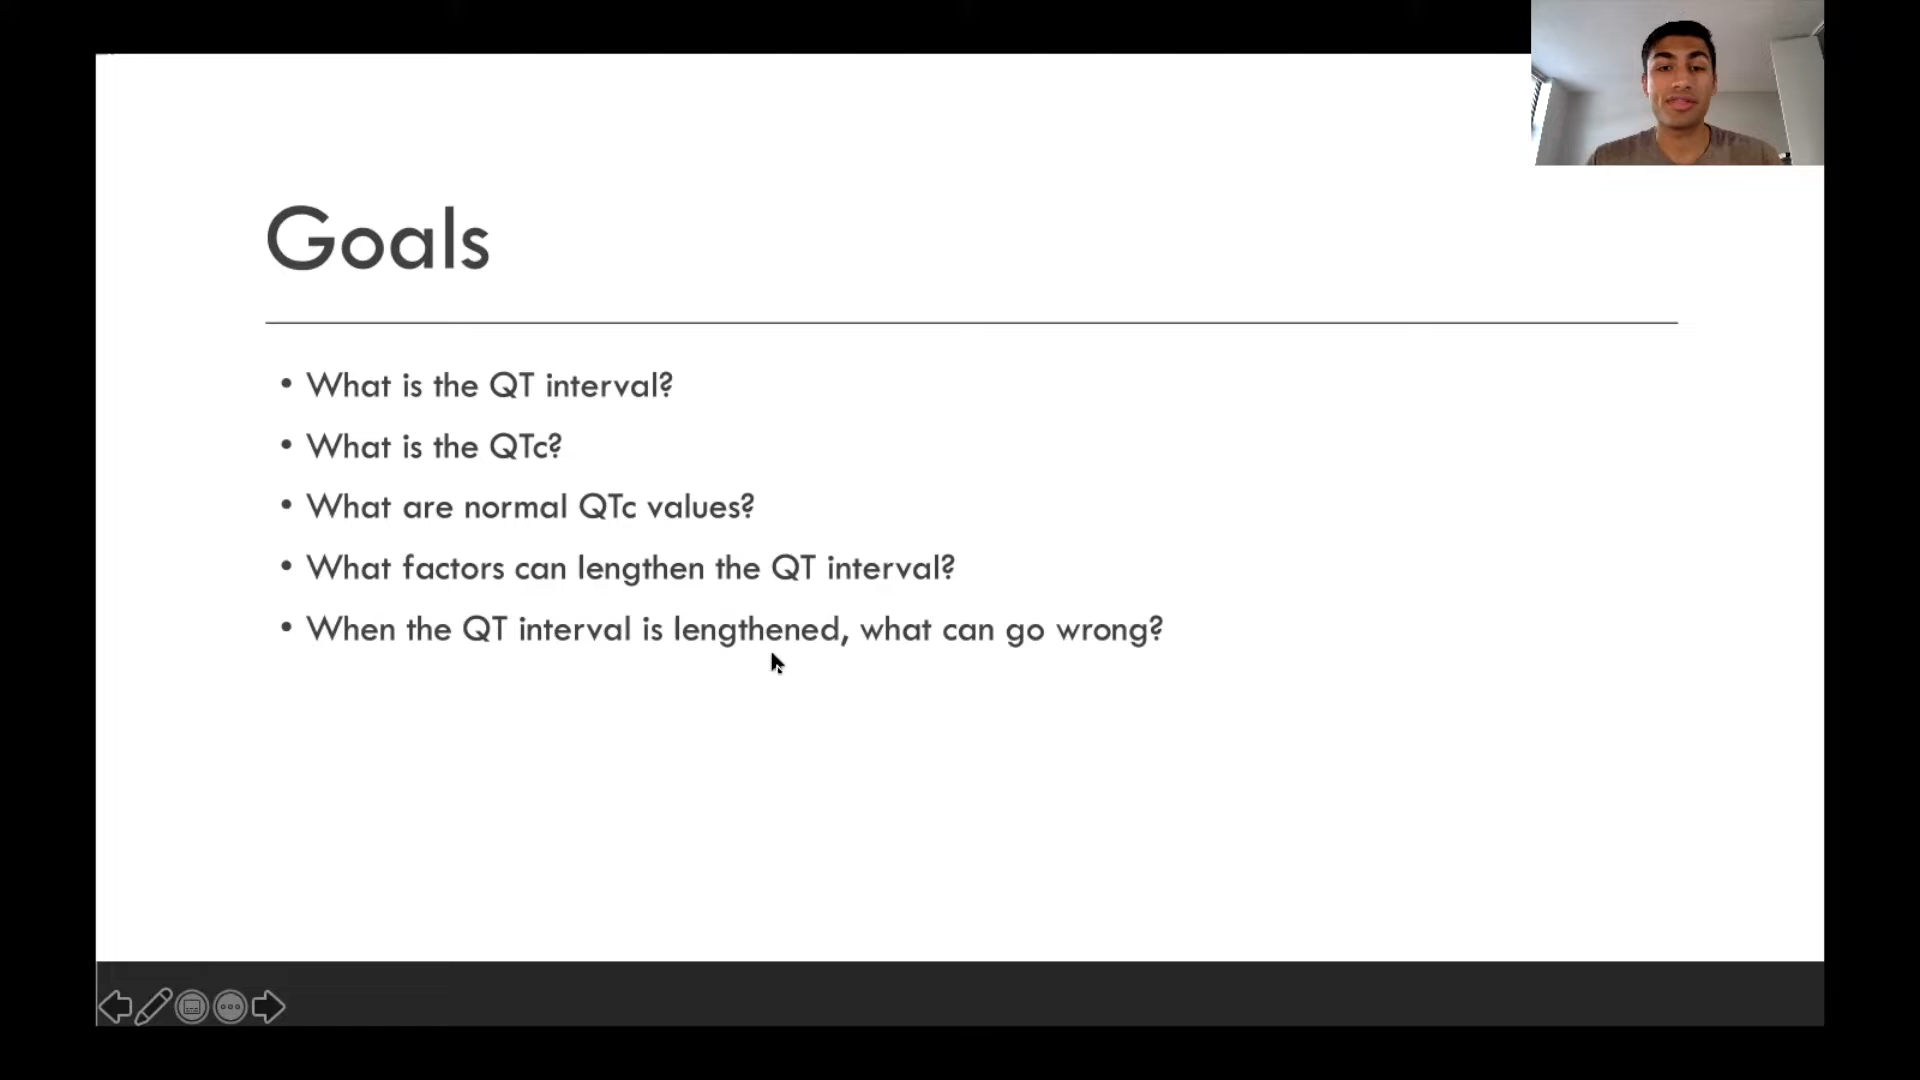 Goals
• What is the QT interval?
• What is the QTc?
• What are normal QTc values?
• What factors can lengthen the QT interval?
• When the QT interval is lengthened, what can go wrong?